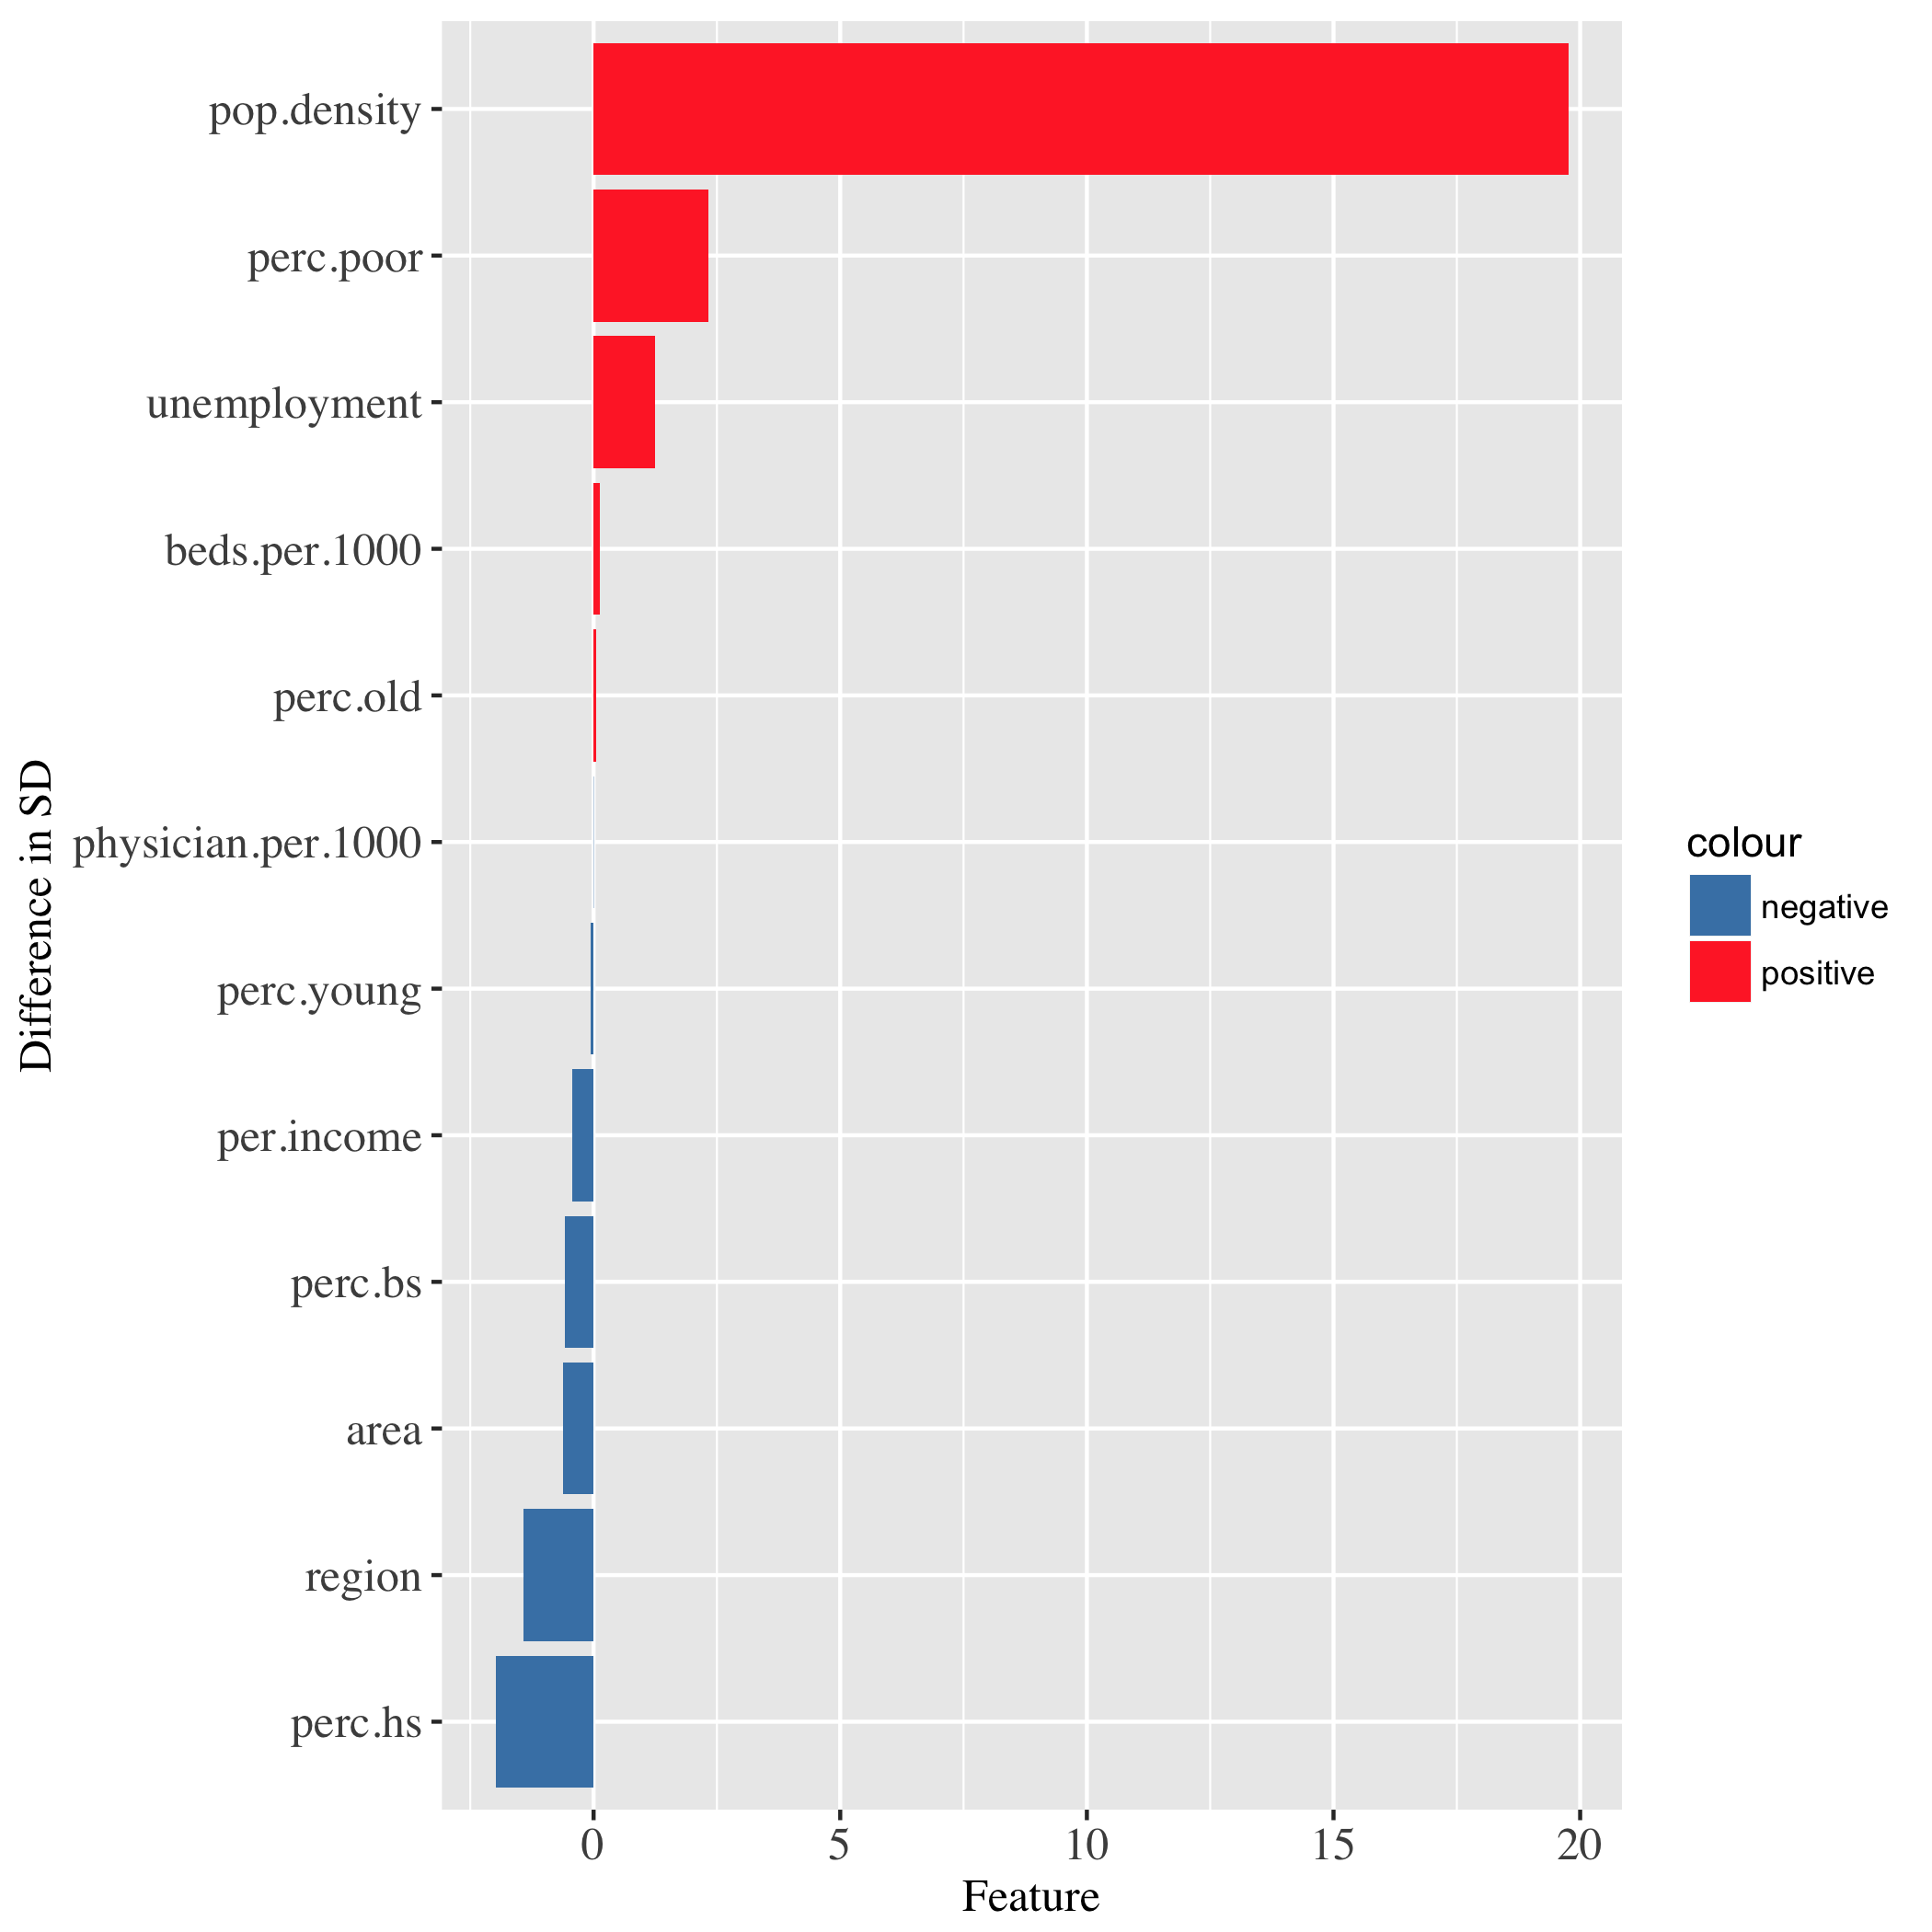 pop.density
perc.poor
unemployment
beds.per.1000
perc.old
physician.per.1000
perc.young
per.income
perc.bs
area
region
perc.hs
Difference in SD
0 5 10 15 20
Feature
colour
negative
positive